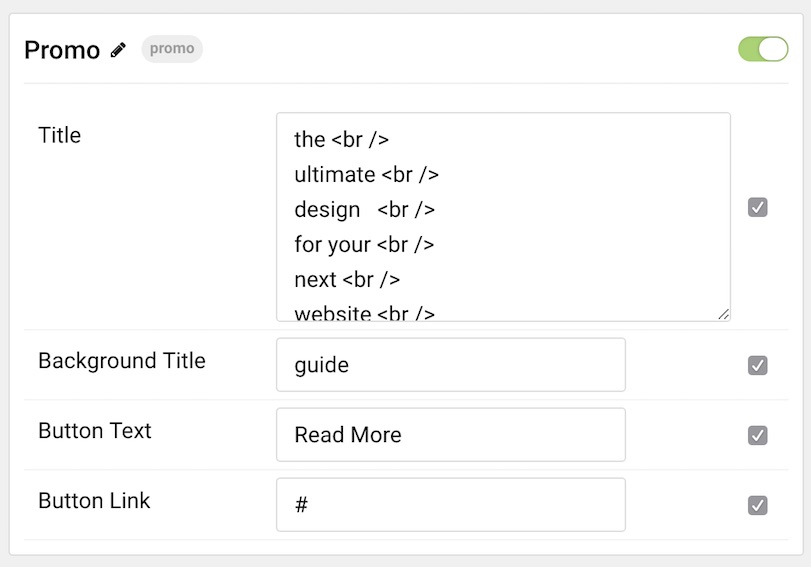 Promo promo
Title
the <br />
ultimate <br />
design   <br />
for your <br />
next <br />
website <br />
Background Title
guide
Button Text
Read More
Button Link
#